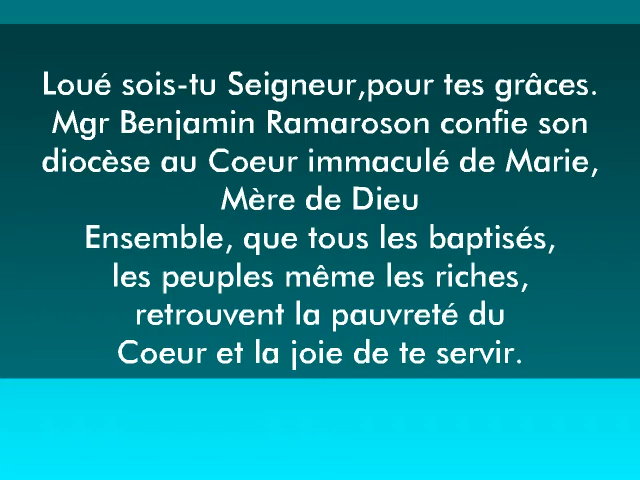 Loué sois-tu Seigneur,pour tes grâces.
Mgr Benjamin Ramaroson confie son
diocèse au Coeur immaculé de Marie,
Mère de Dieu
Ensemble, que tous les baptisés,
les peuples même les riches,
retrouvent la pauvreté du
Coeur et la joie de te servir.